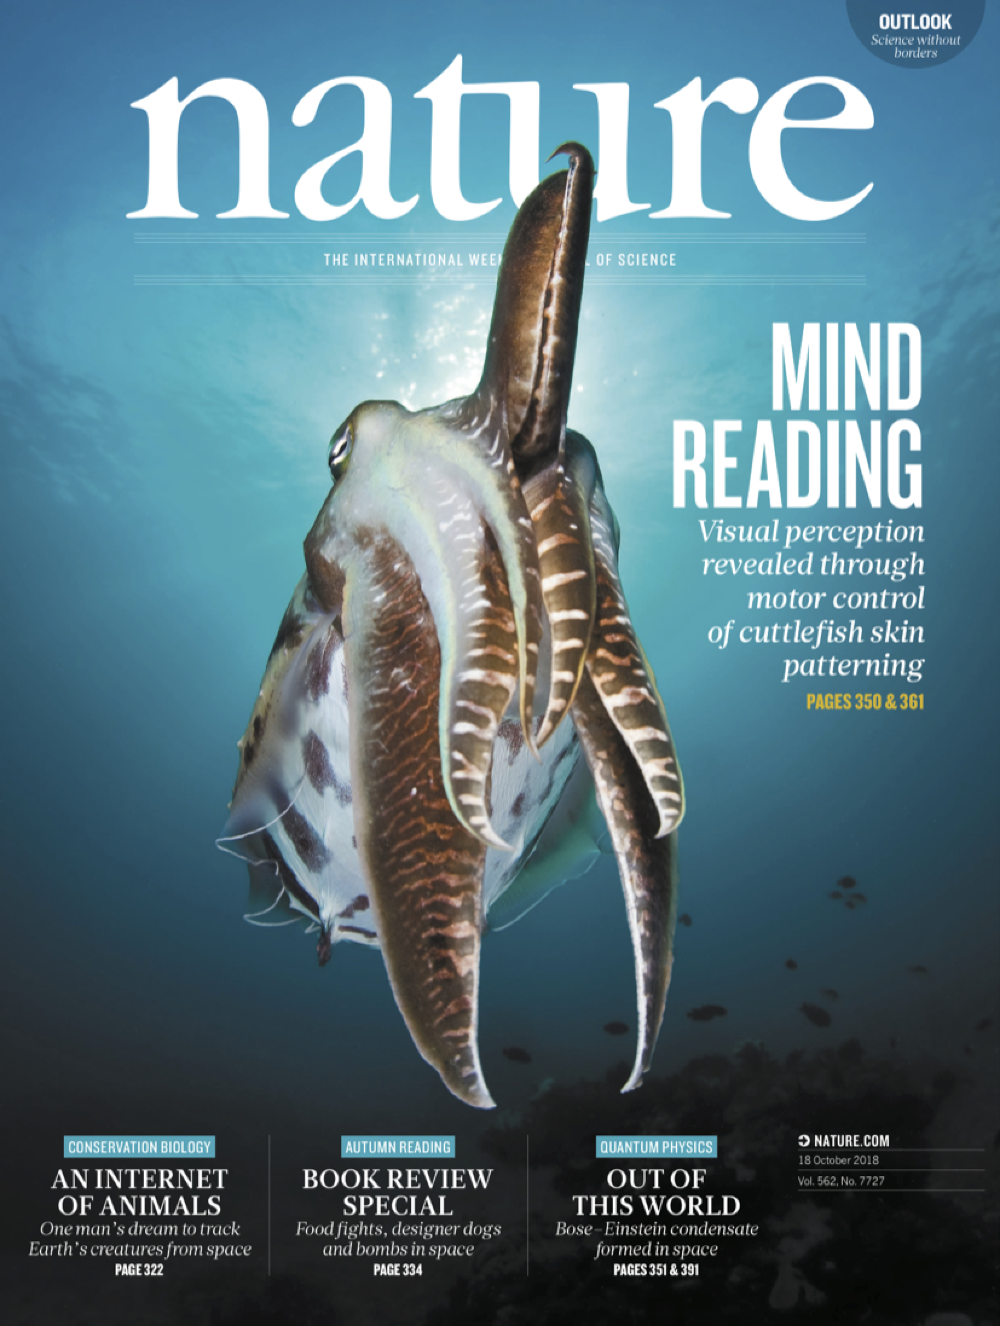 OUTLOOK
Science without
borders
nature
THE INTERNATIONAL WEE OF SCIENCE
MIND
READING
Visual perception
revealed through
motor control
of cuttlefish skin
patterning
PAGES 350 & 361
CONSERVATION BIOLOGY
AN INTERNET
OF ANIMALS
One man's dream to track
Earth's creatures from space
PAGE 322
AUTUMN READING
BOOK REVIEW
SPECIAL
Food fights, designer dogs
and bombs in space
PAGE 334
QUANTUM PHYSICS
OUT OF
THIS WORLD
Bose–Einstein condensate
formed in space
PAGES 351 & 391
NATURE.COM
18 October 2018
Vol. 562, No. 7727